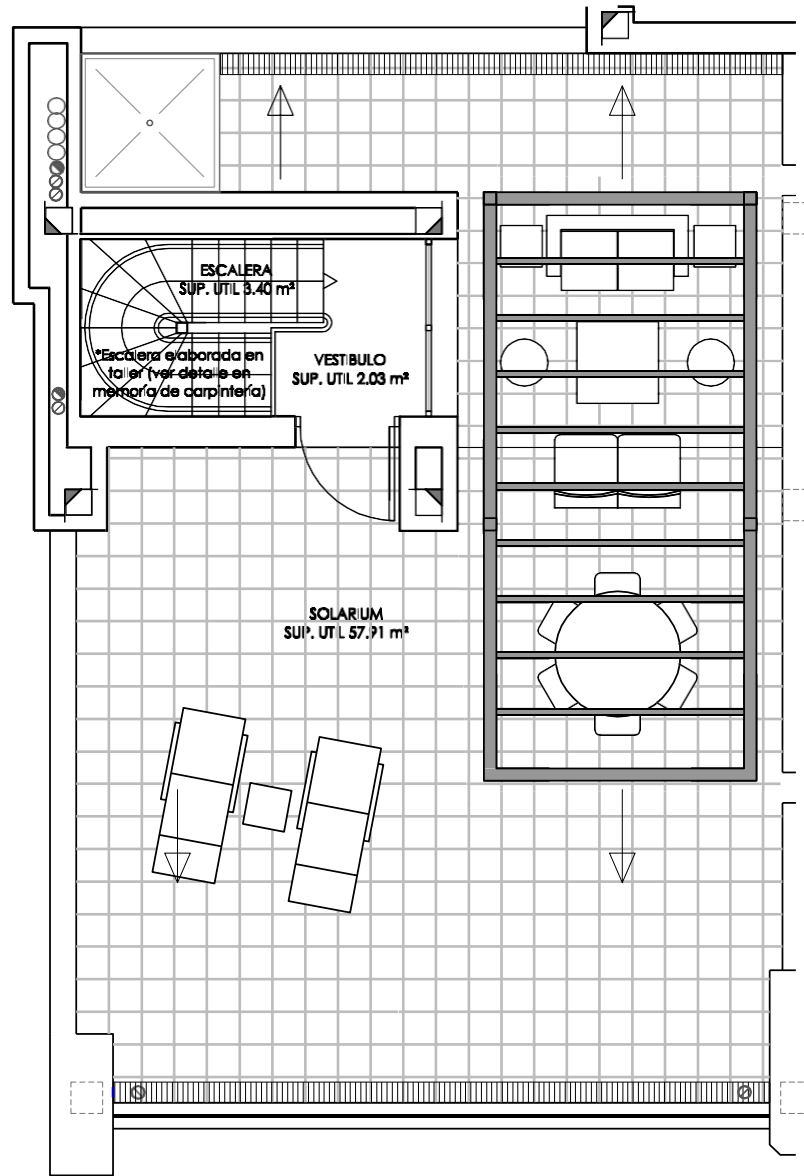 ESCALERA
SUP. UTIL 3.40 m²
*Escalera elaborada en
taller (ver detalle en
memoria de carpintería)
VESTIBULO
SUP. UTIL 2.03 m²
SOLARIUM
SUP. UTIL 57.91 m²